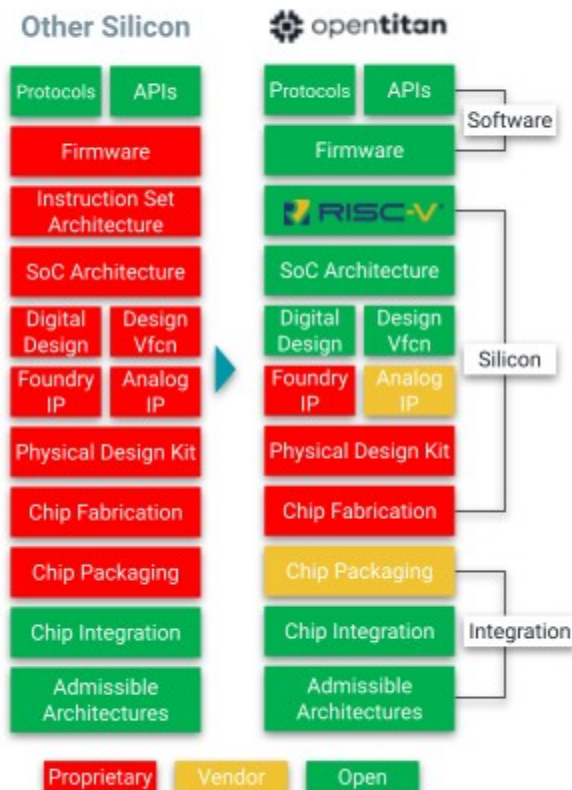 Other Silicon
opentitan
Protocols
APIs
Protocols
APIs
Software
Firmware
Firmware
Instruction Set
Architecture
RISC-V
SoC Architecture
SoC Architecture
Digital
Design
Design
Vfcn
Digital
Design
Design
Vfcn
Silicon
Foundry
IP
Analog
IP
Foundry
IP
Analog
IP
Physical Design Kit
Physical Design Kit
Chip Fabrication
Chip Fabrication
Chip Packaging
Chip Packaging
Chip Integration
Chip Integration
Integration
Admissible
Architectures
Admissible
Architectures
Proprietary
Vendor
Open